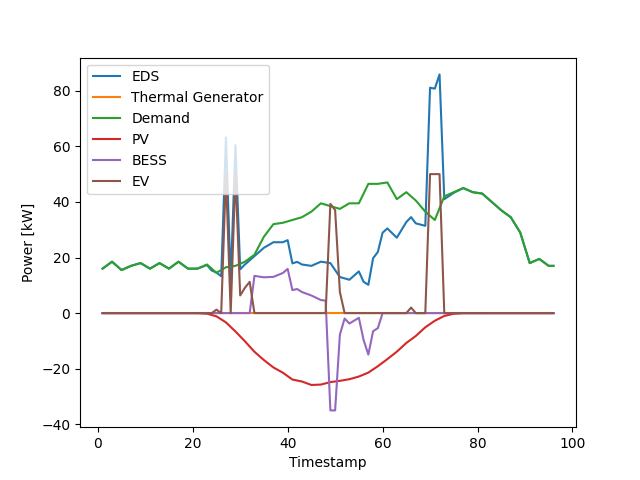 EDS
Thermal Generator
Demand
PV
BESS
EV
Power [kW]
80
60
40
20
0
−20
−40
0 20 40 60 80 100
Timestamp